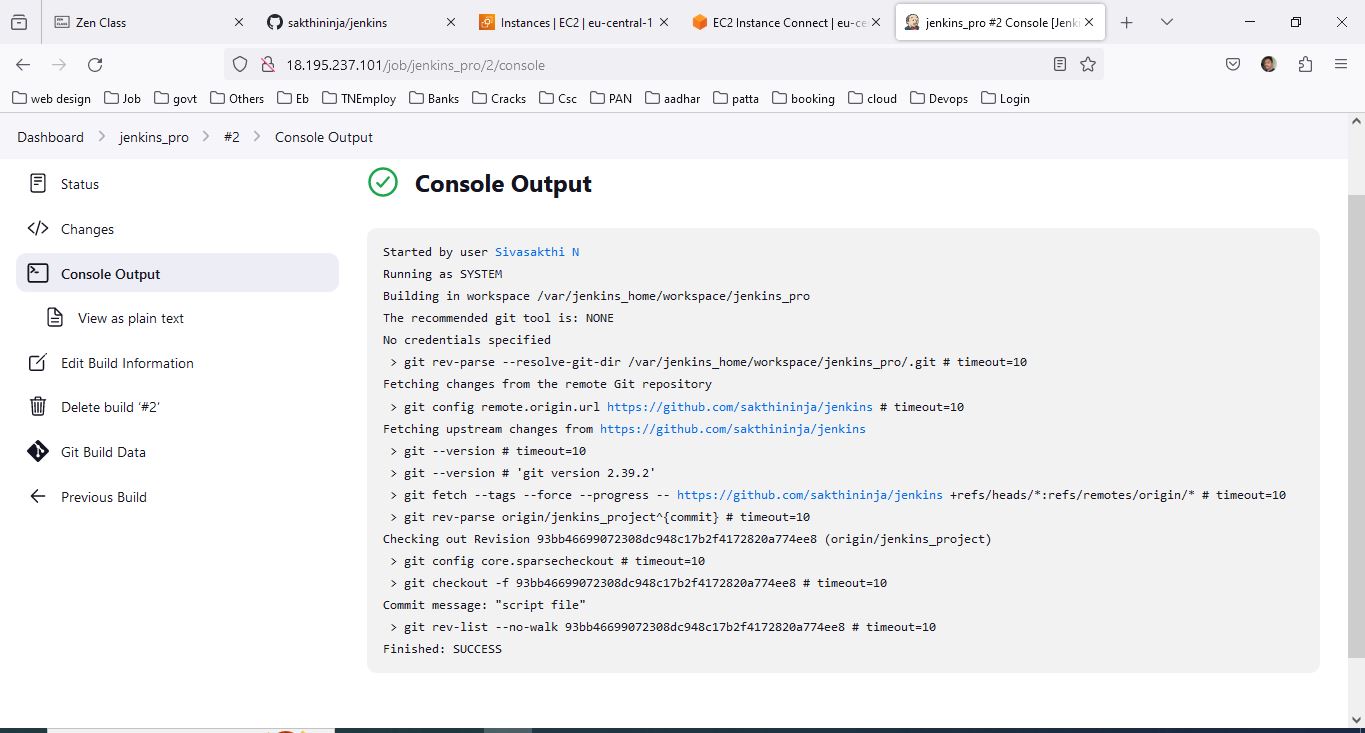 Zen Class
sakthininja/jenkins
Instances | EC2 | eu-central-1
EC2 Instance Connect | eu-ce
jenkins_pro #2 Console [Jenki
18.195.237.101/job/jenkins_pro/2/console
web design Job govt Others Eb TNEmploy Banks Cracks Csc PAN aadhar patta booking cloud Devops Login
Dashboard jenkins_pro #2 Console Output
Status
Changes
Console Output
View as plain text
Edit Build Information
Delete build ‘#2’
Git Build Data
Previous Build
Console Output
Started by user Sivasakthi N
Running as SYSTEM
Building in workspace /var/jenkins_home/workspace/jenkins_pro
The recommended git tool is: NONE
No credentials specified
> git rev-parse --resolve-git-dir /var/jenkins_home/workspace/jenkins_pro/.git # timeout=10
Fetching changes from the remote Git repository
> git config remote.origin.url https://github.com/sakthininja/jenkins # timeout=10
Fetching upstream changes from https://github.com/sakthininja/jenkins
> git --version # timeout=10
> git --version # 'git version 2.39.2'
> git fetch --tags --force --progress -- https://github.com/sakthininja/jenkins +refs/heads/*:refs/remotes/origin/* # timeout=10
> git rev-parse origin/jenkins_project^{commit} # timeout=10
Checking out Revision 93bb46699072308dc948c17b2f4172820a774ee8 (origin/jenkins_project)
> git config core.sparsecheckout # timeout=10
> git checkout -f 93bb46699072308dc948c17b2f4172820a774ee8 # timeout=10
Commit message: "script file"
> git rev-list --no-walk 93bb46699072308dc948c17b2f4172820a774ee8 # timeout=10
Finished: SUCCESS